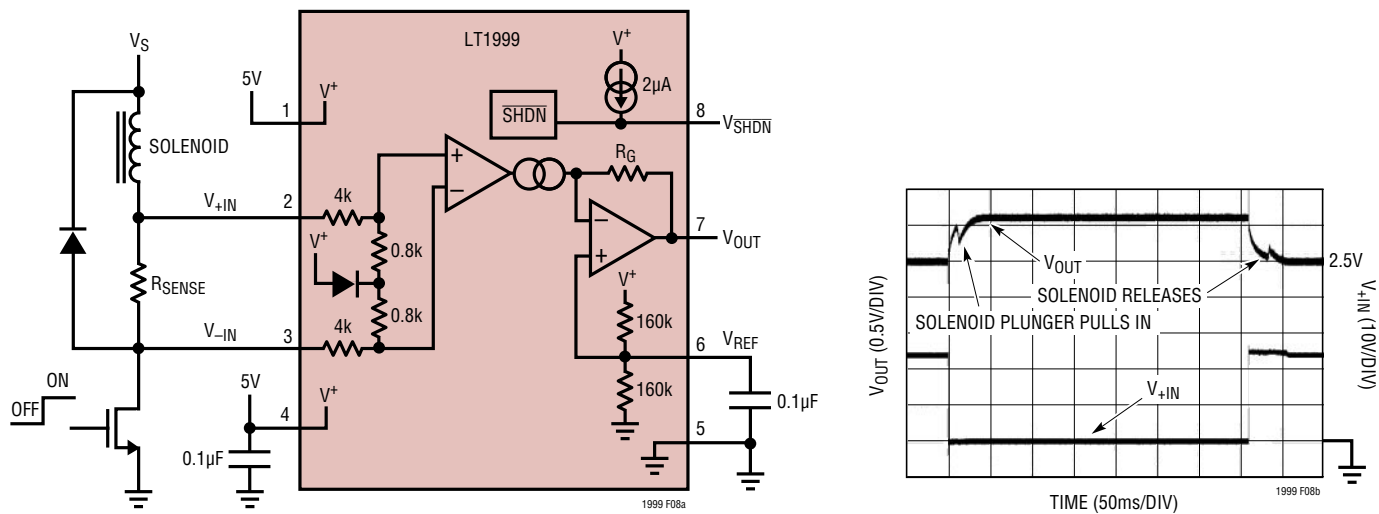 LT1999
V_S
5V
V⁺
1
V⁺
2µA
S̅H̅D̅N̅
8
V_S̅H̅D̅N̅
SOLENOID
R_G
V_+IN
2
4k
V⁺
0.8k
7
V_OUT
R_SENSE
0.8k
V⁺
160k
V_–IN
3
4k
6
V_REF
160k
ON
OFF
5V
4
V⁺
0.1µF
5
0.1µF
1999 F08a
V_OUT (0.5V/DIV)
V_OUT
2.5V
SOLENOID RELEASES
SOLENOID PLUNGER PULLS IN
V_+IN (10V/DIV)
V_+IN
TIME (50ms/DIV)
1999 F08b